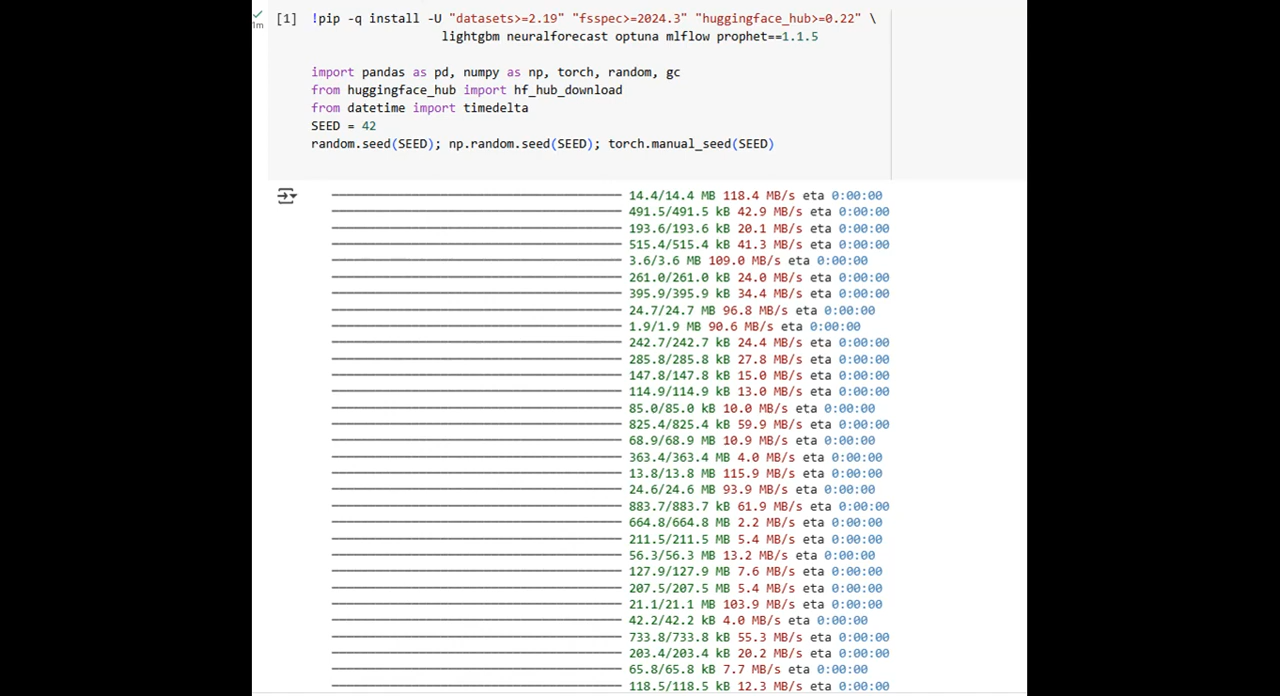 [1] !pip -q install -U "datasets>=2.19" "fsspec>=2024.3" "huggingface_hub>=0.22" \
1m
lightgbm neuralforecast optuna mlflow prophet==1.1.5
import pandas as pd, numpy as np, torch, random, gc
from huggingface_hub import hf_hub_download
from datetime import timedelta
SEED = 42
random.seed(SEED); np.random.seed(SEED); torch.manual_seed(SEED)
14.4/14.4 MB 118.4 MB/s eta 0:00:00
491.5/491.5 kB 42.9 MB/s eta 0:00:00
193.6/193.6 kB 20.1 MB/s eta 0:00:00
515.4/515.4 kB 41.3 MB/s eta 0:00:00
3.6/3.6 MB 109.0 MB/s eta 0:00:00
261.0/261.0 kB 24.0 MB/s eta 0:00:00
395.9/395.9 kB 34.4 MB/s eta 0:00:00
24.7/24.7 MB 96.8 MB/s eta 0:00:00
1.9/1.9 MB 90.6 MB/s eta 0:00:00
242.7/242.7 kB 24.4 MB/s eta 0:00:00
285.8/285.8 kB 27.8 MB/s eta 0:00:00
147.8/147.8 kB 15.0 MB/s eta 0:00:00
114.9/114.9 kB 13.0 MB/s eta 0:00:00
85.0/85.0 kB 10.0 MB/s eta 0:00:00
825.4/825.4 kB 59.9 MB/s eta 0:00:00
68.9/68.9 MB 10.9 MB/s eta 0:00:00
363.4/363.4 MB 4.0 MB/s eta 0:00:00
13.8/13.8 MB 115.9 MB/s eta 0:00:00
24.6/24.6 MB 93.9 MB/s eta 0:00:00
883.7/883.7 kB 61.9 MB/s eta 0:00:00
664.8/664.8 MB 2.2 MB/s eta 0:00:00
211.5/211.5 MB 5.4 MB/s eta 0:00:00
56.3/56.3 MB 13.2 MB/s eta 0:00:00
127.9/127.9 MB 7.6 MB/s eta 0:00:00
207.5/207.5 MB 5.4 MB/s eta 0:00:00
21.1/21.1 MB 103.9 MB/s eta 0:00:00
42.2/42.2 kB 4.0 MB/s eta 0:00:00
733.8/733.8 kB 55.3 MB/s eta 0:00:00
203.4/203.4 kB 20.2 MB/s eta 0:00:00
65.8/65.8 kB 7.7 MB/s eta 0:00:00
118.5/118.5 kB 12.3 MB/s eta 0:00:00